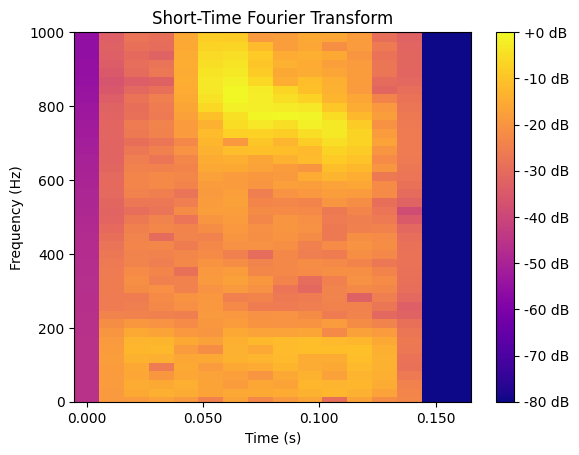 Short-Time Fourier Transform
Frequency (Hz)
1000
800
600
400
200
0
0.000
0.050
0.100
0.150
Time (s)
+0 dB
-10 dB
-20 dB
-30 dB
-40 dB
-50 dB
-60 dB
-70 dB
-80 dB